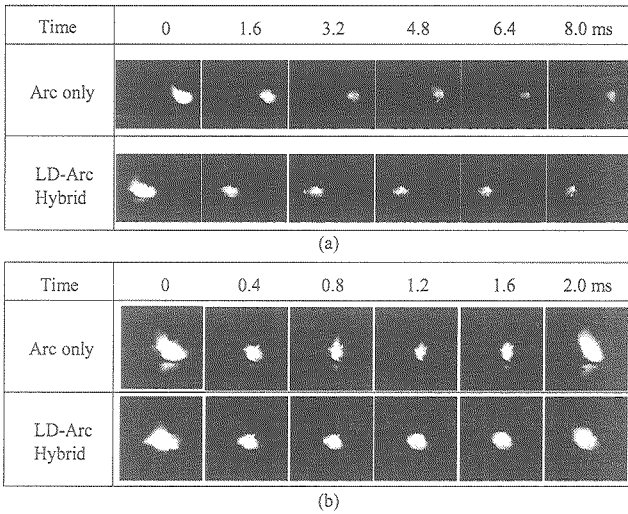 Time 0 1.6 3.2 4.8 6.4 8.0 ms
Arc only
LD-Arc
Hybrid
(a)
Time 0 0.4 0.8 1.2 1.6 2.0 ms
Arc only
LD-Arc
Hybrid
(b)